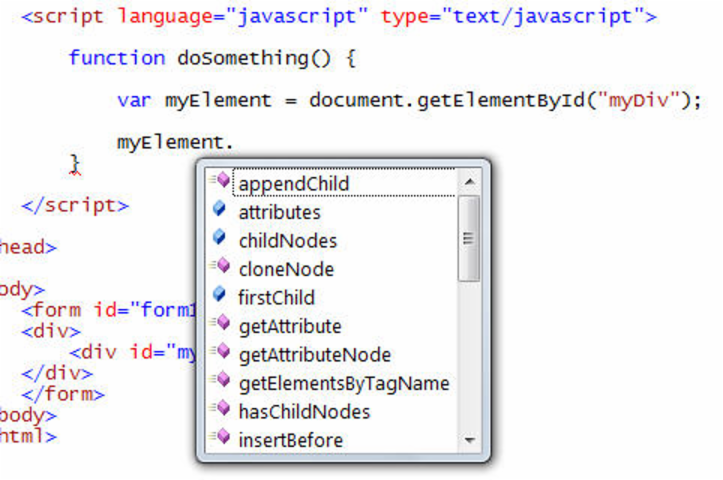 <script language="javascript" type="text/javascript">
function doSomething() {
var myElement = document.getElementById("myDiv");
myElement.
}
appendChild
attributes
childNodes
cloneNode
firstChild
getAttribute
getAttributeNode
getElementsByTagName
hasChildNodes
insertBefore
</script>
head>
ody>
<form id="form1
<div>
<div id="my
</div>
</form>
body>
html>